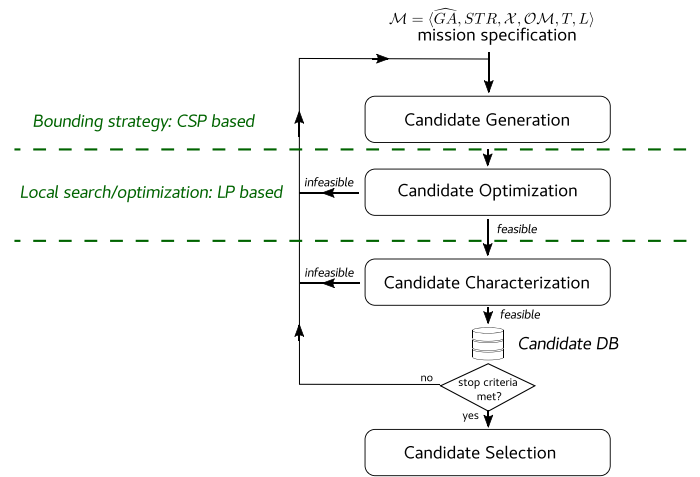 ℳ = ⟨\widehat{GA}, STR, 𝒳, 𝒪ℳ, T, L⟩
mission specification
Bounding strategy: CSP based
Candidate Generation
Local search/optimization: LP based
infeasible
Candidate Optimization
feasible
infeasible
Candidate Characterization
feasible
Candidate DB
no
stop criteria
met?
yes
Candidate Selection